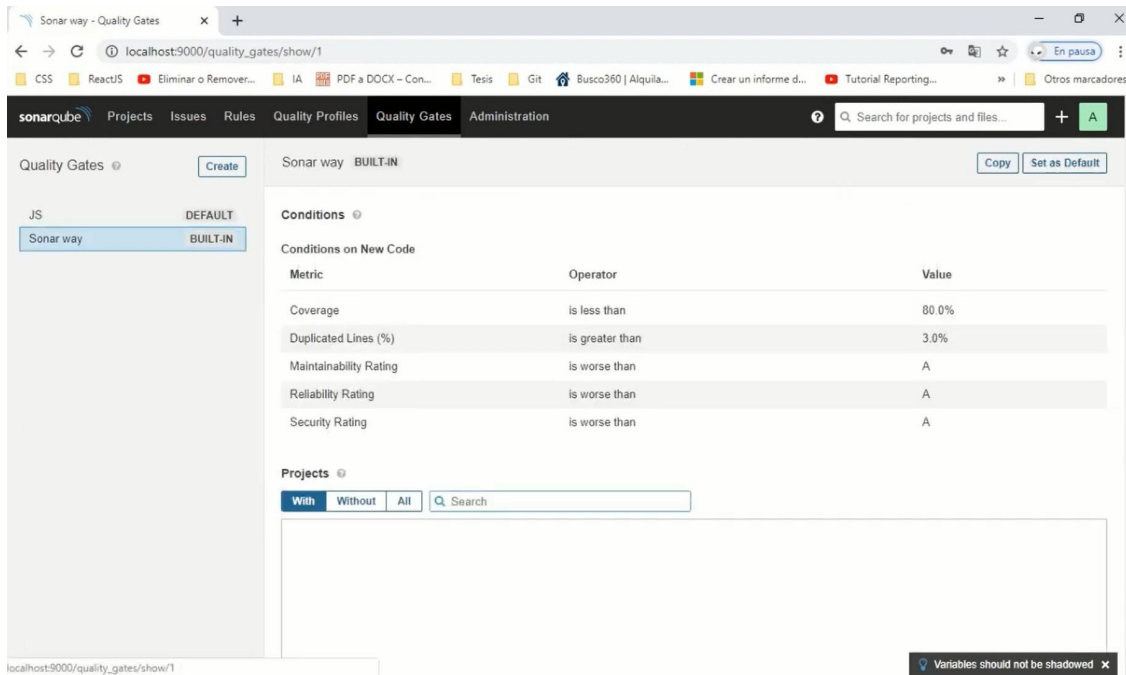 Sonar way - Quality Gates
localhost:9000/quality_gates/show/1
En pausa
CSS ReactJS Eliminar o Remover... IA PDF a DOCX – Con... Tesis Git Busco360 | Alquila... Crear un informe d... Tutorial Reporting... » Otros marcadores
sonarqube Projects Issues Rules Quality Profiles Quality Gates Administration ? Search for projects and files... + A
Quality Gates ? Create
JS DEFAULT
Sonar way BUILT-IN
Sonar way BUILT-IN Copy Set as Default
Conditions ?
Conditions on New Code
Metric Operator Value
Coverage is less than 80.0%
Duplicated Lines (%) is greater than 3.0%
Maintainability Rating is worse than A
Reliability Rating is worse than A
Security Rating is worse than A
Projects ?
With Without All Search
localhost:9000/quality_gates/show/1
Variables should not be shadowed